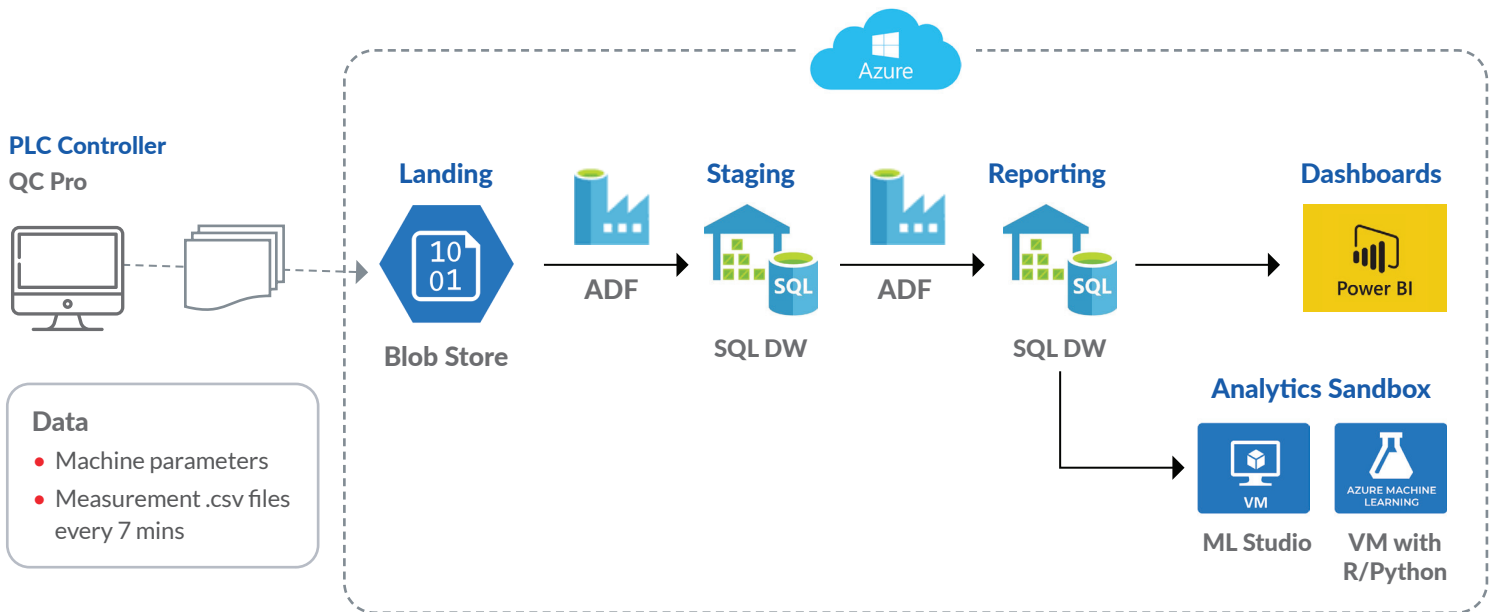 Azure
PLC Controller
QC Pro
Landing
Staging
Reporting
Dashboards
10
01
ADF
SQL
ADF
SQL
Power BI
Blob Store
SQL DW
SQL DW
Data
• Machine parameters
• Measurement .csv files
every 7 mins
Analytics Sandbox
VM
AZURE MACHINE
LEARNING
ML Studio
VM with
R/Python